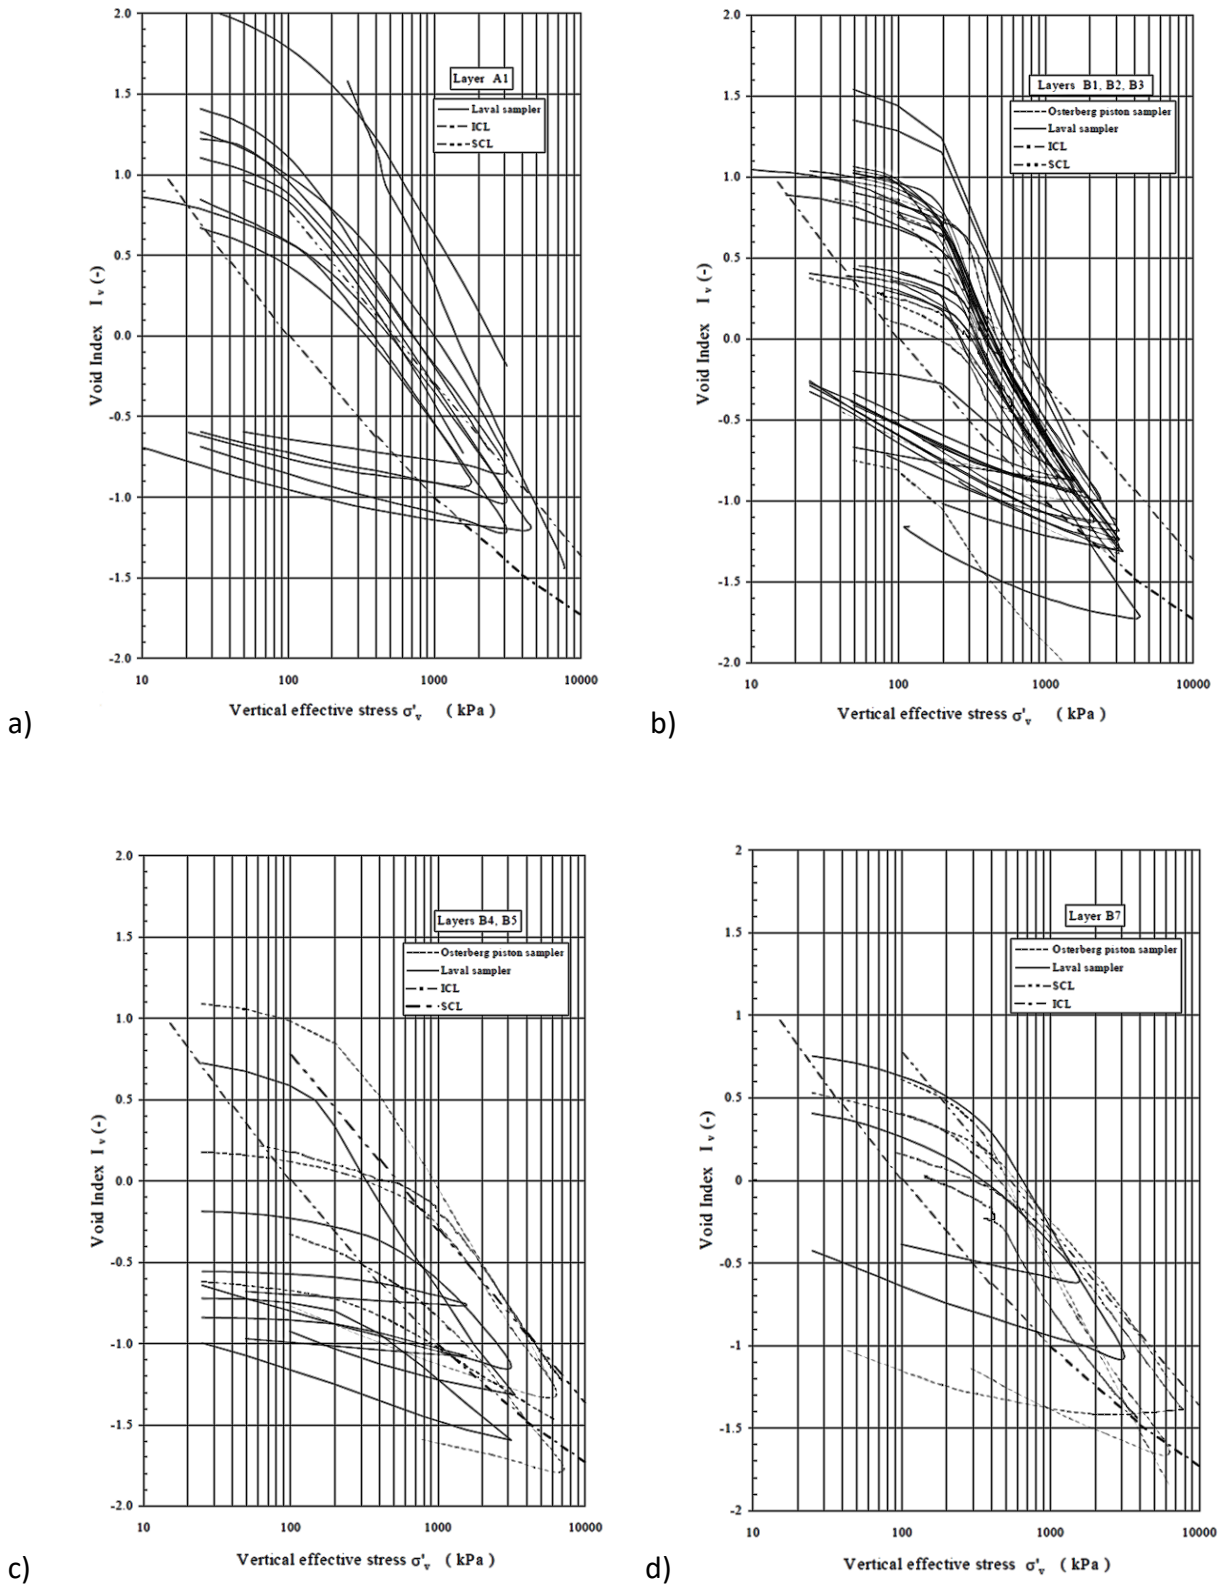 2.0
1.5
1.0
0.5
0.0
-0.5
-1.0
-1.5
-2.0
Void Index I v (-)
Layer A1
Laval sampler
ICL
SCL
10 100 1000 10000
Vertical effective stress σ'v ( kPa )
a)
2.0
1.5
1.0
0.5
0.0
-0.5
-1.0
-1.5
-2.0
Void Index I v (-)
Layers B1, B2, B3
Osterberg piston sampler
Laval sampler
ICL
SCL
10 100 1000 10000
Vertical effective stress σ'v ( kPa )
b)
2.0
1.5
1.0
0.5
0.0
-0.5
-1.0
-1.5
-2.0
Void Index I v (-)
Layers B4, B5
Osterberg piston sampler
Laval sampler
ICL
SCL
10 100 1000 10000
Vertical effective stress σ'v ( kPa )
c)
2
1.5
1
0.5
0
-0.5
-1
-1.5
-2
Void Index I v (-)
Layer B7
Osterberg piston sampler
Laval sampler
SCL
ICL
10 100 1000 10000
Vertical effective stress σ'v ( kPa )
d)